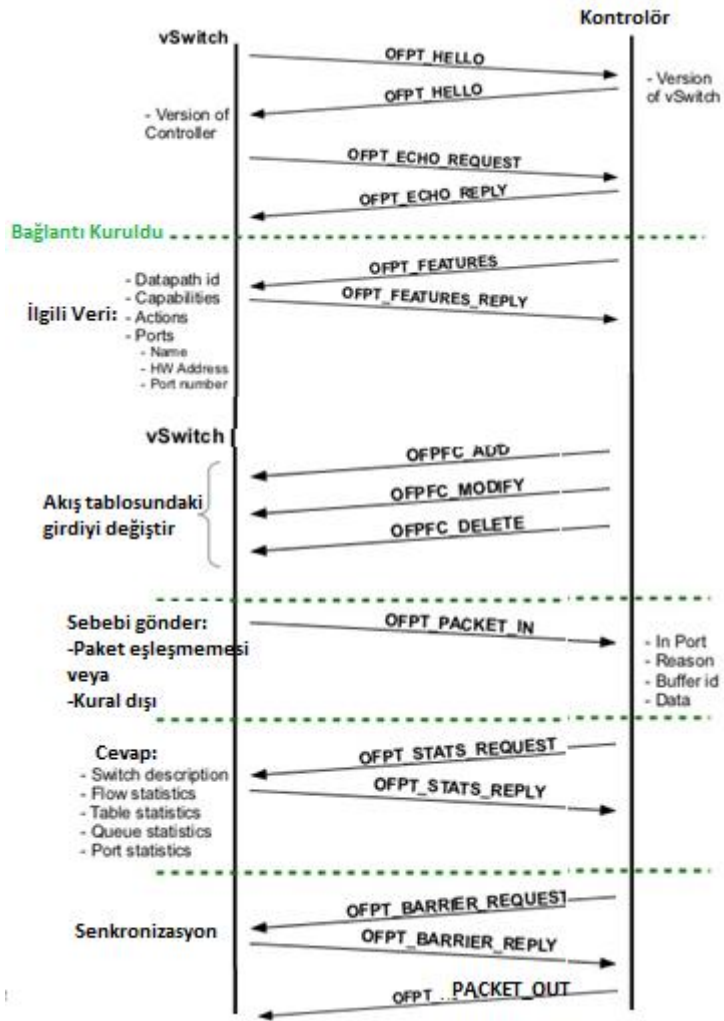 Kontrolör
vSwitch
OFPT_HELLO
- Version
of vSwitch
OFPT_HELLO
- Version of
Controller
OFPT_ECHO_REQUEST
OFPT_ECHO_REPLY
Bağlantı Kuruldu
OFPT_FEATURES
İlgili Veri:
- Datapath id
- Capabilities
- Actions
- Ports
- Name
- HW Address
- Port number
OFPT_FEATURES_REPLY
vSwitch
OFPFC_ADD
Akış tablosundaki
girdiyi değiştir
OFPFC_MODIFY
OFPFC_DELETE
Sebebi gönder:
-Paket eşleşmemesi
veya
-Kural dışı
OFPT_PACKET_IN
- In Port
- Reason
- Buffer id
- Data
Cevap:
- Switch description
- Flow statistics
- Table statistics
- Queue statistics
- Port statistics
OFPT_STATS_REQUEST
OFPT_STATS_REPLY
OFPT_BARRIER_REQUEST
Senkronizasyon
OFPT_BARRIER_REPLY
OFPT_ PACKET_OUT